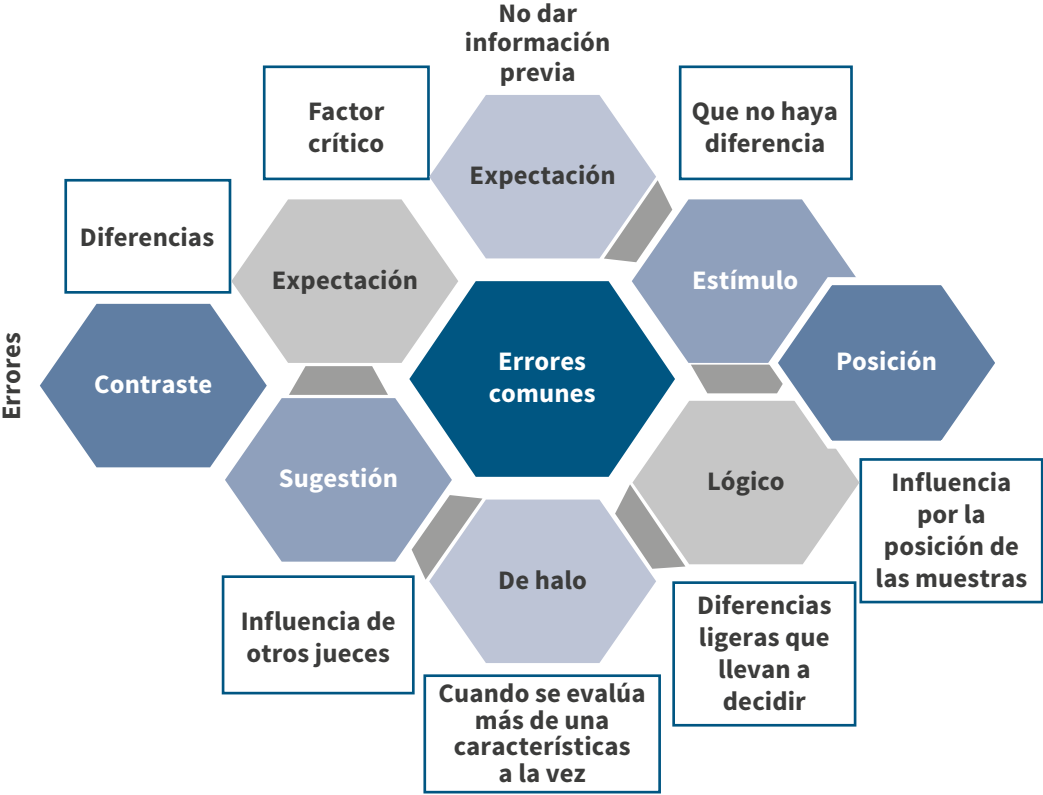 No dar
información
previa
Factor
crítico
Que no haya
diferencia
Expectación
Diferencias
Expectación
Estímulo
Errores
Contraste
Errores
comunes
Posición
Sugestión
Lógico
Influencia
por la
posición de
las muestras
De halo
Influencia de
otros jueces
Diferencias
ligeras que
llevan a
decidir
Cuando se evalúa
más de una
características
a la vez